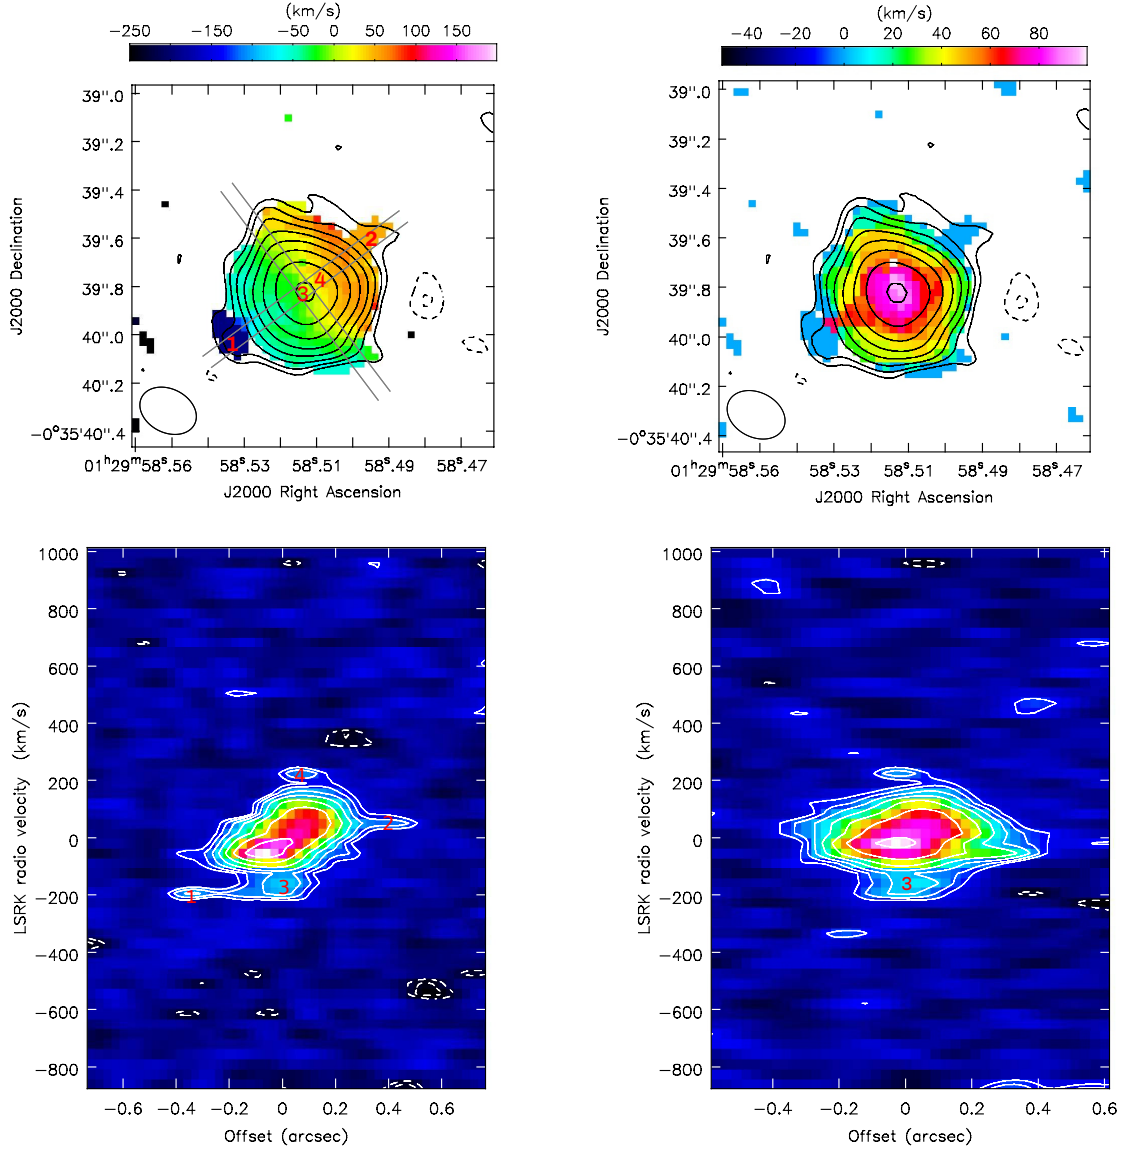 (km/s)
−250 −150 −50 0 50 100 150
39".0
39".2
39".4
39".6
39".8
40".0
40".2
−0°35'40".4
J2000 Declination
2
4
3
1
01ʰ29ᵐ58ˢ.56 58ˢ.53 58ˢ.51 58ˢ.49 58ˢ.47
J2000 Right Ascension
(km/s)
−40 −20 0 20 40 60 80
39".0
39".2
39".4
39".6
39".8
40".0
40".2
−0°35'40".4
J2000 Declination
01ʰ29ᵐ58ˢ.56 58ˢ.53 58ˢ.51 58ˢ.49 58ˢ.47
J2000 Right Ascension
1000
800
600
400
200
0
−200
−400
−600
−800
LSRK radio velocity (km/s)
4
2
3
1
−0.6 −0.4 −0.2 0 0.2 0.4 0.6
Offset (arcsec)
1000
800
600
400
200
0
−200
−400
−600
−800
LSRK radio velocity (km/s)
3
−0.4 −0.2 0 0.2 0.4 0.6
Offset (arcsec)